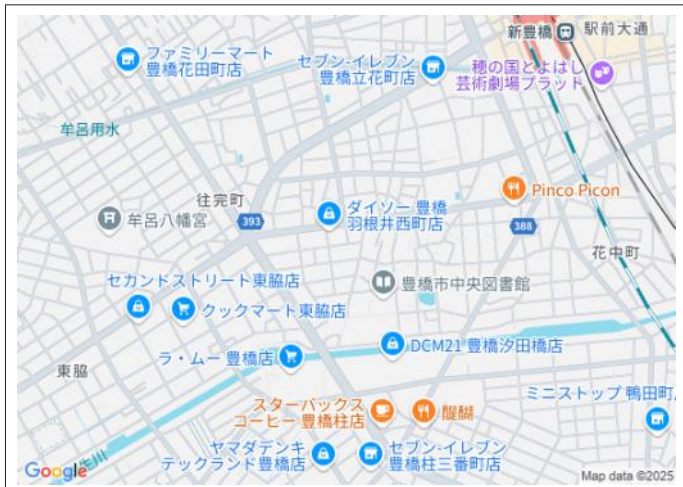 新豊橋
駅前大通
ファミリーマート
豊橋花田町店
セブン-イレブン
豊橋立花町店
穂の国とよはし
芸術劇場プラット
牟呂用水
Pinco Picon
往完町
牟呂八幡宮
393
ダイソー 豊橋
羽根井西町店
388
花中町
セカンドストリート東脇店
豊橋市中央図書館
クックマート東脇店
DCM21 豊橋汐田橋店
ラ・ムー 豊橋店
東脇
ミニストップ 鴨田町
スターバックス
コーヒー 豊橋柱店
醍醐
ヤマダデンキ
テックランド豊橋店
セブン-イレブン
豊橋柱三番町店
Google
Map data ©2025